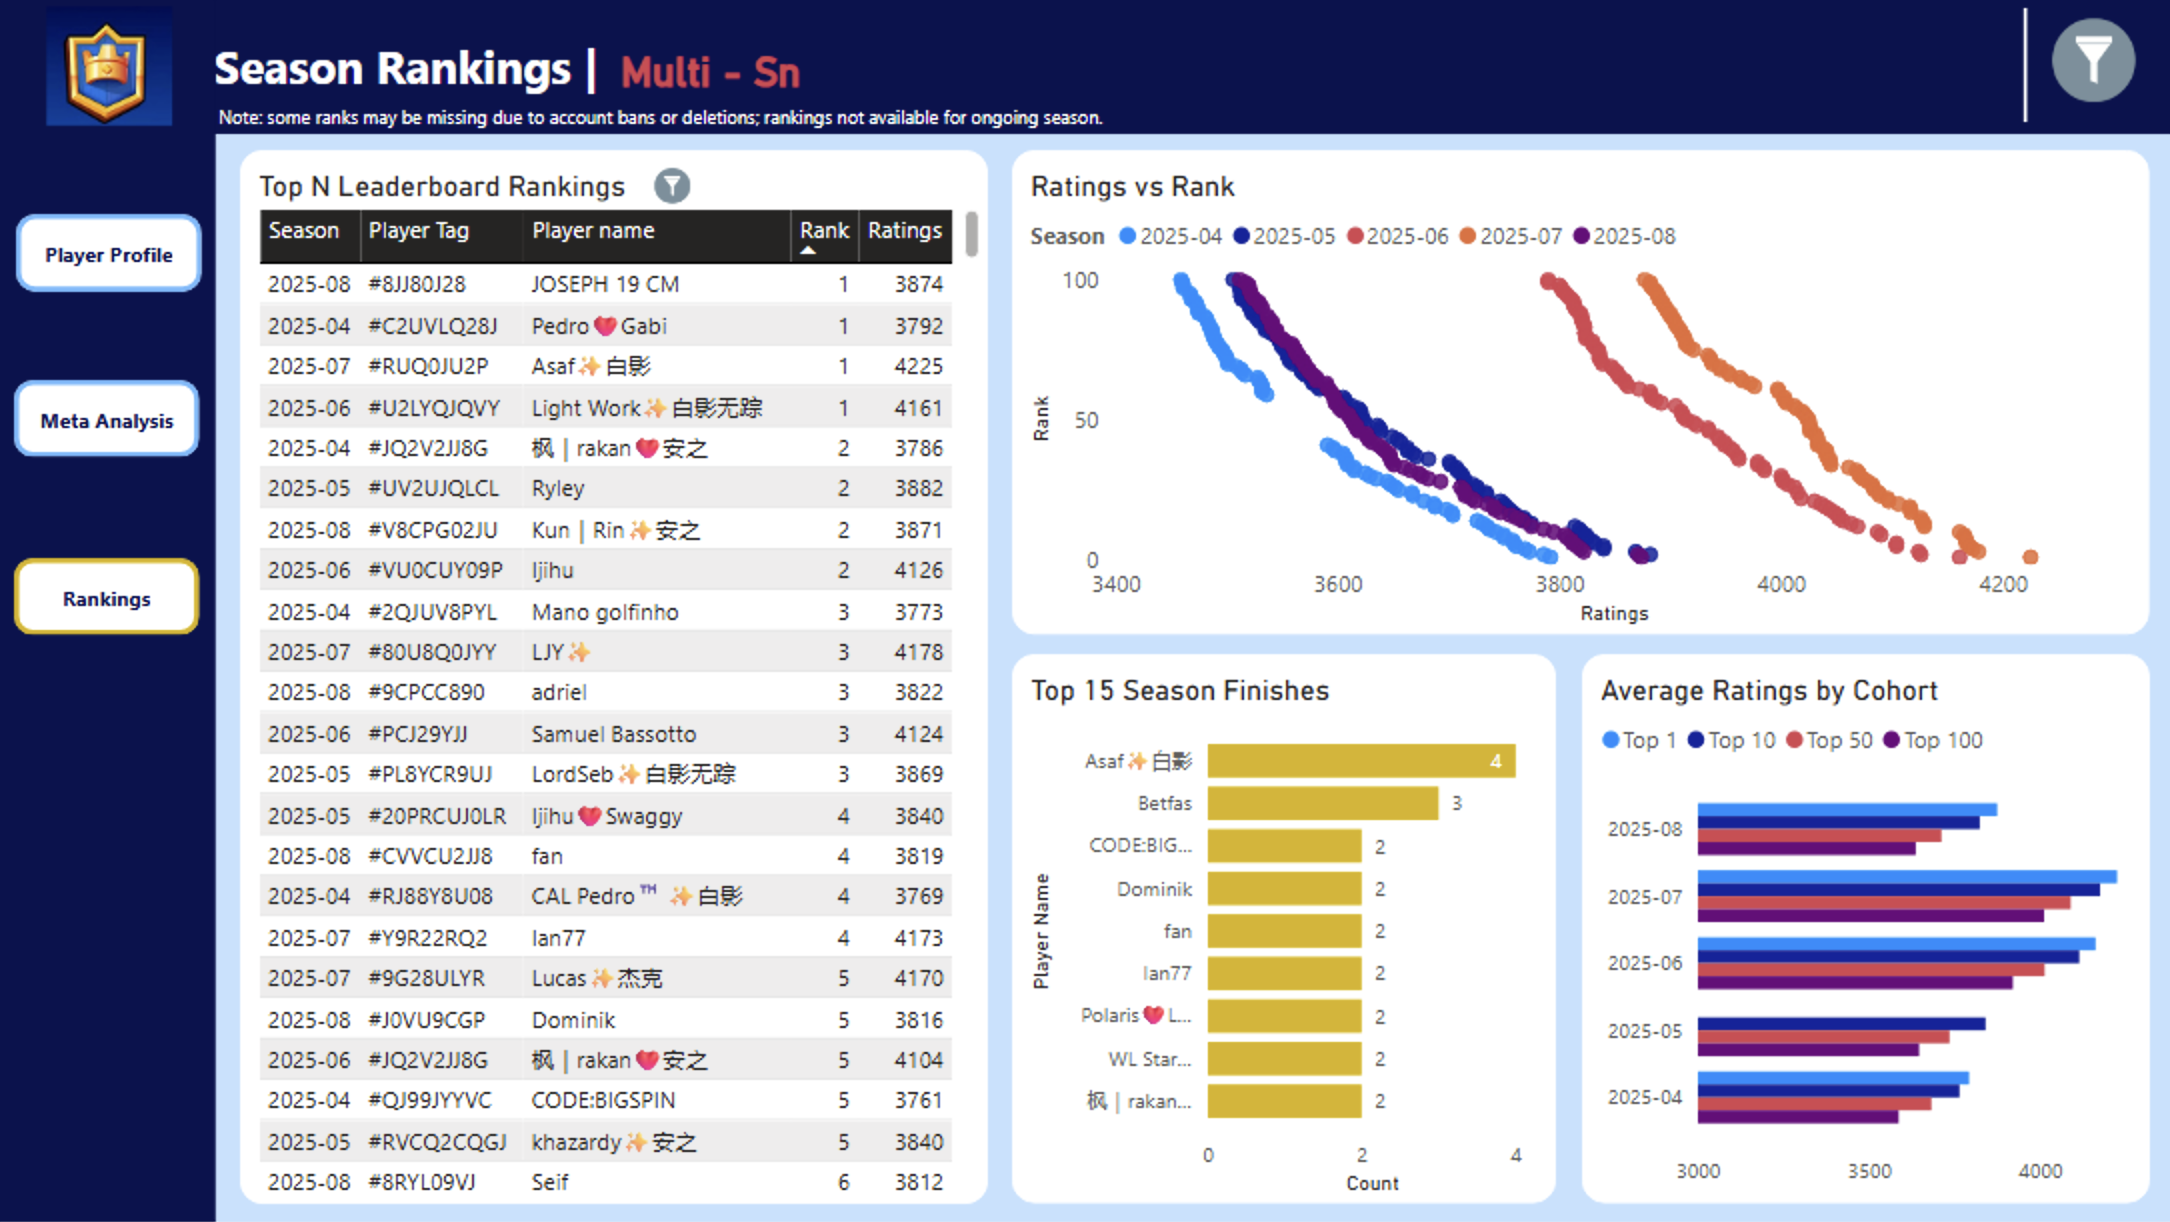 Season Rankings | Multi - Sn
Note: some ranks may be missing due to account bans or deletions; rankings not available for ongoing season.
Player Profile
Meta Analysis
Rankings
Top N Leaderboard Rankings
Season Player Tag Player name Rank Ratings
2025-08 #8JJ80J28 JOSEPH 19 CM 1 3874
2025-04 #C2UVLQ28J Pedro❤️Gabi 1 3792
2025-07 #RUQ0JU2P Asaf✨白影 1 4225
2025-06 #U2LYQJQVY Light Work✨白影无踪 1 4161
2025-04 #JQ2V2JJ8G 枫 | rakan❤️安之 2 3786
2025-05 #UV2UJQLCL Ryley 2 3882
2025-08 #V8CPG02JU Kun | Rin✨安之 2 3871
2025-06 #VU0CUY09P Ijihu 2 4126
2025-04 #2QJUV8PYL Mano golfinho 3 3773
2025-07 #80U8Q0JYY LJY✨ 3 4178
2025-08 #9CPCC890 adriel 3 3822
2025-06 #PCJ29YJJ Samuel Bassotto 3 4124
2025-05 #PL8YCR9UJ LordSeb✨白影无踪 3 3869
2025-05 #20PRCUJ0LR Ijihu❤️Swaggy 4 3840
2025-08 #CVVCU2JJ8 fan 4 3819
2025-04 #RJ88Y8U08 CAL Pedro™ ✨白影 4 3769
2025-07 #Y9R22RQ2 Ian77 4 4173
2025-07 #9G28ULYR Lucas✨杰克 5 4170
2025-08 #J0VU9CGP Dominik 5 3816
2025-06 #JQ2V2JJ8G 枫 | rakan❤️安之 5 4104
2025-04 #QJ99JYYVC CODE:BIGSPIN 5 3761
2025-05 #RVCQ2CQGJ khazardy✨安之 5 3840
2025-08 #8RYL09VJ Seif 6 3812
Ratings vs Rank
Season 2025-04 2025-05 2025-06 2025-07 2025-08
Rank
100
50
0
3400 3600 3800 4000 4200
Ratings
Top 15 Season Finishes
Player Name
Asaf✨白影 4
Betfas 3
CODE:BIG... 2
Dominik 2
fan 2
Ian77 2
Polaris❤️L... 2
WL Star... 2
枫 | rakan... 2
0 2 4
Count
Average Ratings by Cohort
Top 1 Top 10 Top 50 Top 100
2025-08
2025-07
2025-06
2025-05
2025-04
3000 3500 4000